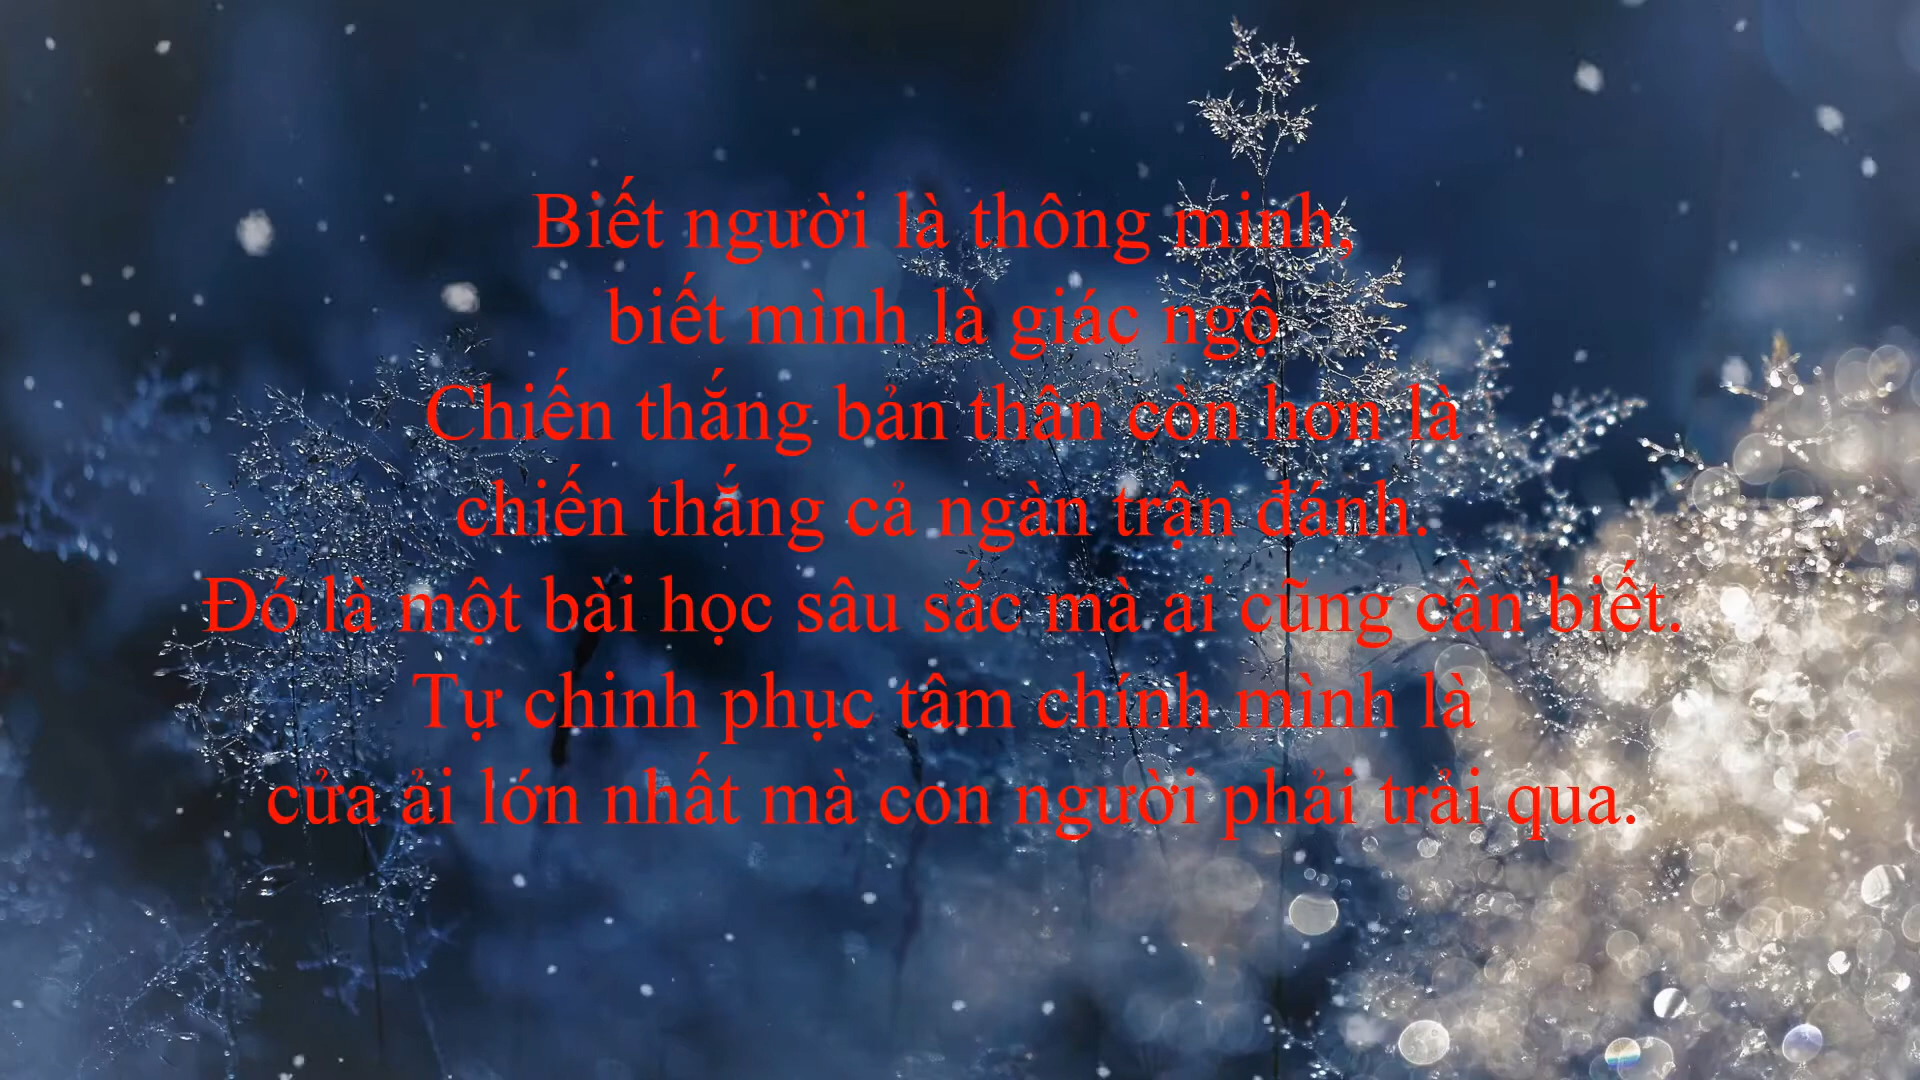 Biết người là thông minh,
biết mình là giác ngộ
Chiến thắng bản thân còn hơn là
chiến thắng cả ngàn trận đánh.
Đó là một bài học sâu sắc mà ai cũng cần biết.
Tự chinh phục tâm chính mình là
cửa ải lớn nhất mà con người phải trải qua.